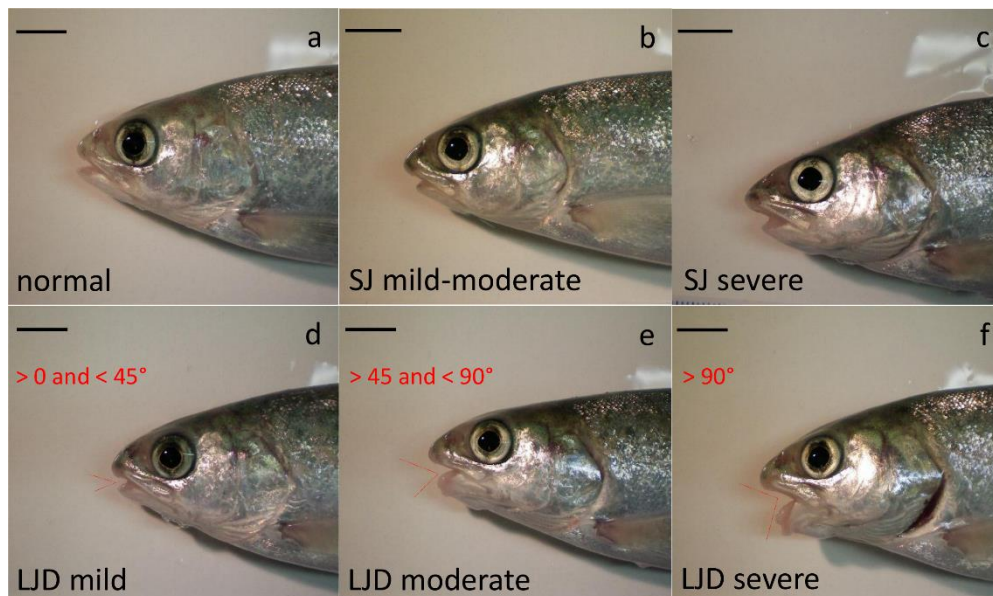 a
normal
b
SJ mild-moderate
c
SJ severe
d
> 0 and < 45°
LJD mild
e
> 45 and < 90°
LJD moderate
f
> 90°
LJD severe